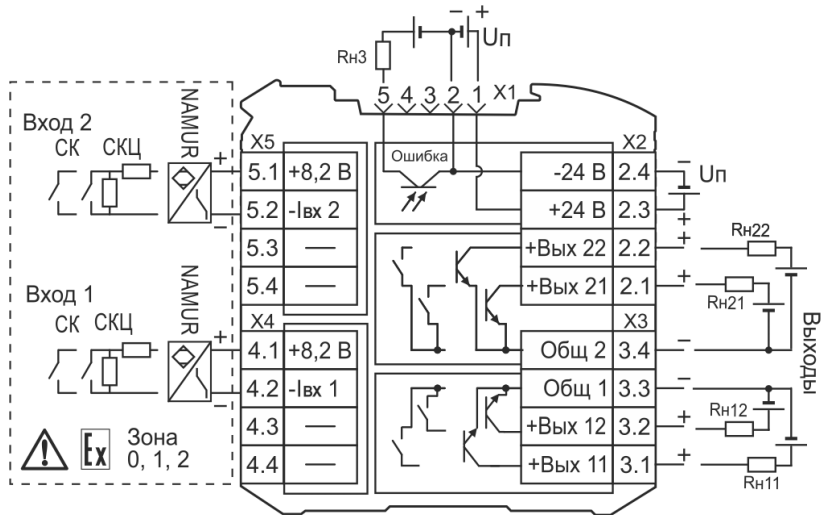 − +
Uп
Rн3
5 4 3 2 1 X1
Вход 2
СК СКЦ
NAMUR
+
−
X5
5.1 +8,2 В
5.2 -Iвх 2
5.3 —
5.4 —
Ошибка
X2
-24 В 2.4
+24 В 2.3
+Вых 22 2.2
+Вых 21 2.1
− Uп
+
+ Rн22
+ Rн21
Вход 1
СК СКЦ
NAMUR
+
−
X4
4.1 +8,2 В
4.2 -Iвх 1
4.3 —
4.4 —
X3
Общ 2 3.4 −
Общ 1 3.3 −
+Вых 12 3.2 + Rн12
+Вых 11 3.1 + Rн11
Выходы
Ex Зона
0, 1, 2